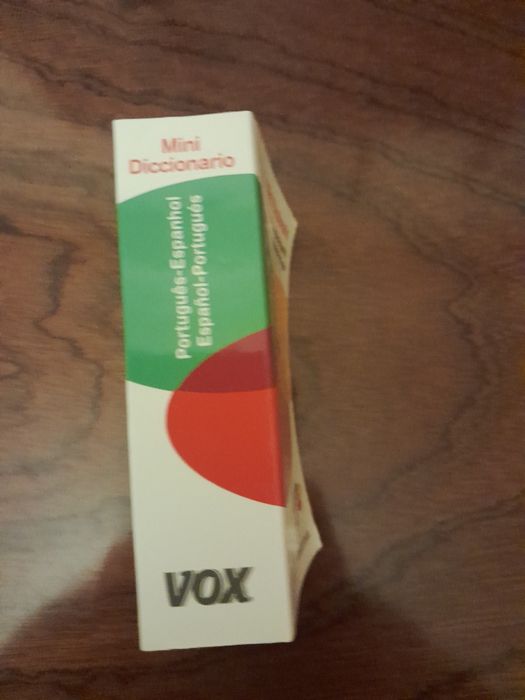 Mini
Diccionario
Português-Espanhol
Español-Portugués
VOX